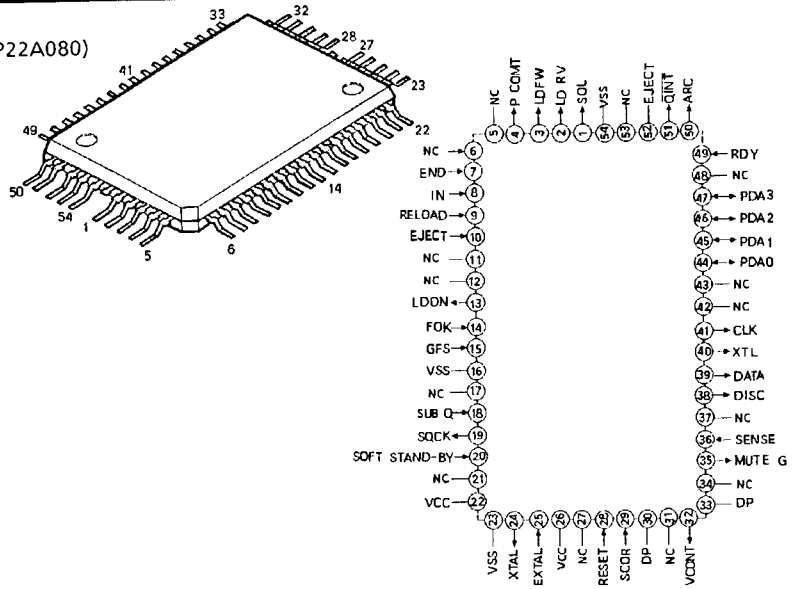 P22A080)
33
32
28
27
23
22
41
14
49
50
54
1
5
6
NC
P COMT
LDFW
LD RV
SOL
VSS
NC
EJECT
QINT
ARC
5 4 3 2 1 54 53 52 51 50
NC 6
END 7
IN 8
RELOAD 9
EJECT 10
NC 11
NC 12
LDON 13
FOK 14
GFS 15
VSS 16
NC 17
SUB Q 18
SQCK 19
SOFT STAND-BY 20
NC 21
VCC 22
49 RDY
48 NC
47 PDA3
46 PDA2
45 PDA1
44 PDA0
43 NC
42 NC
41 CLK
40 XTL
39 DATA
38 DISC
37 NC
36 SENSE
35 MUTE G
34 NC
33 DP
23 24 25 26 27 28 29 30 31 32
VSS
XTAL
EXTAL
VCC
NC
RESET
SCOR
DP
NC
VCONT